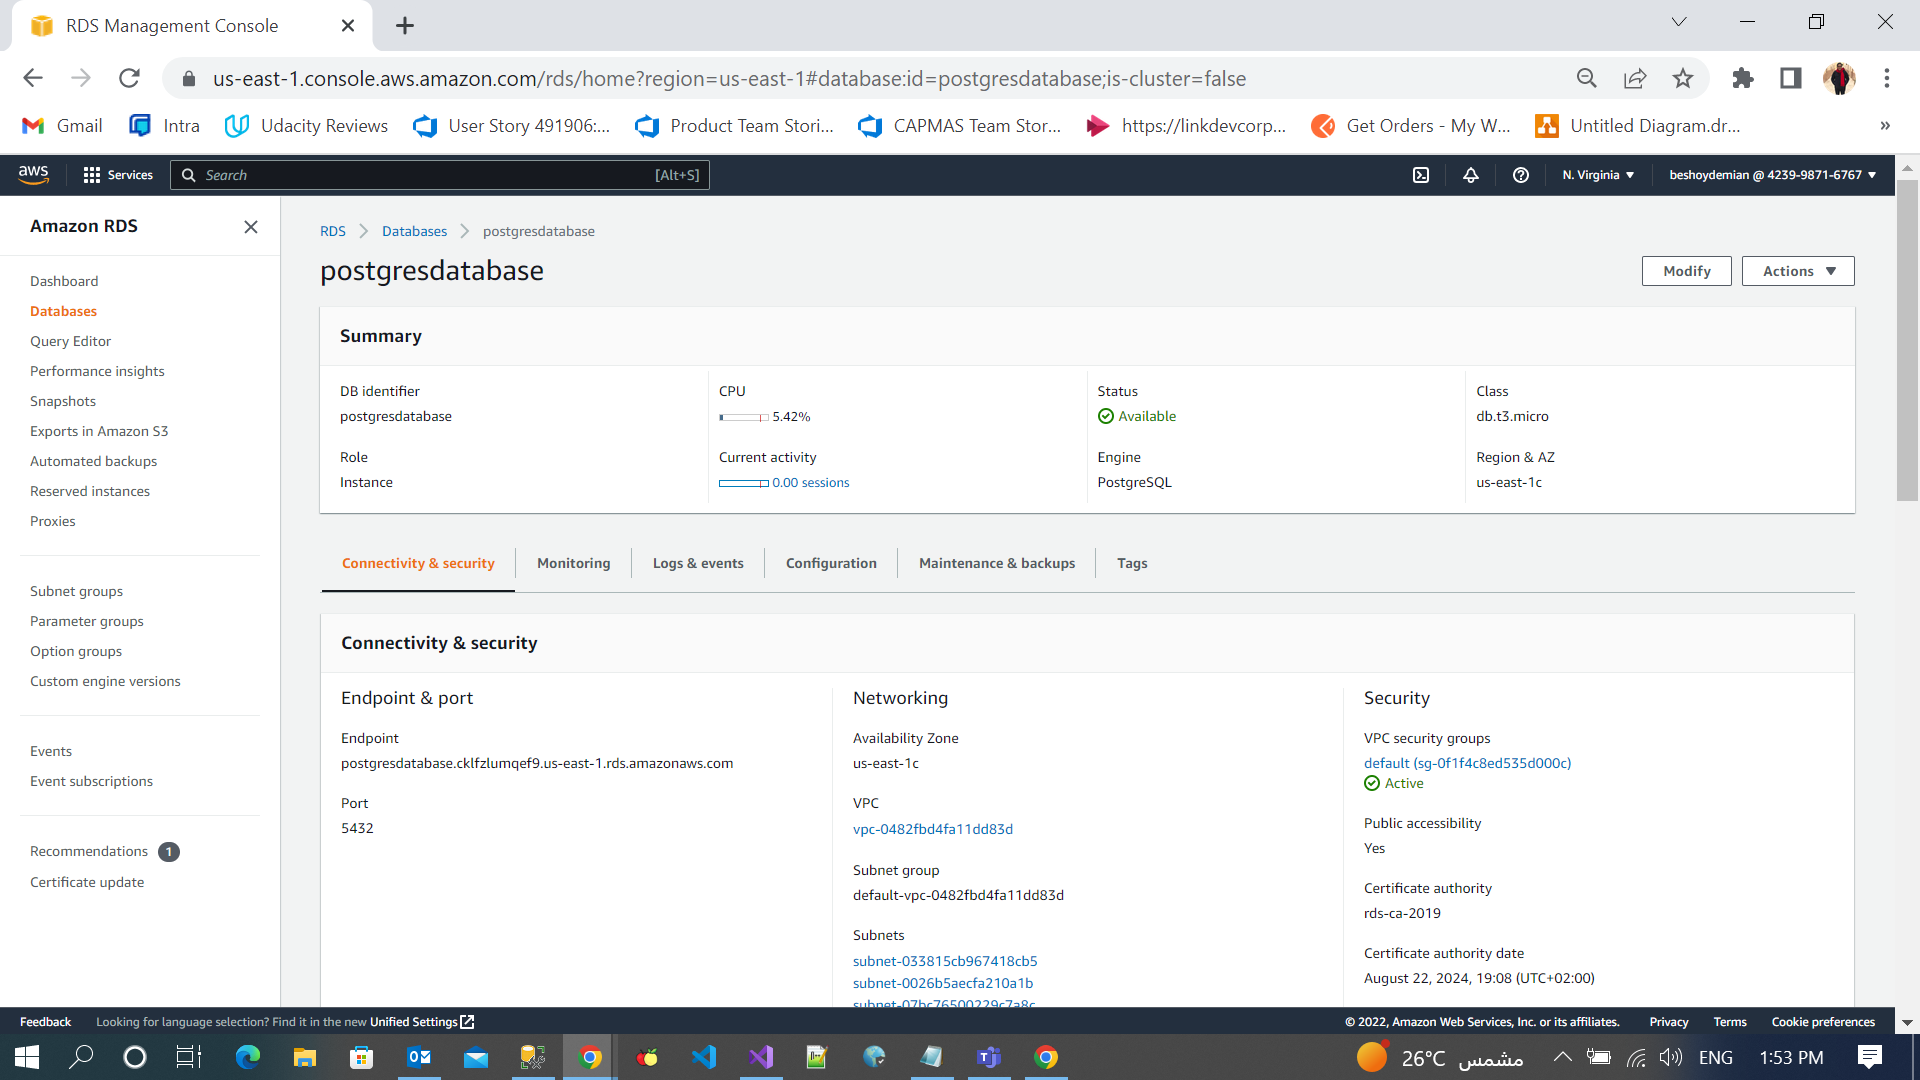 RDS Management Console
us-east-1.console.aws.amazon.com/rds/home?region=us-east-1#database:id=postgresdatabase;is-cluster=false
Gmail
Intra
Udacity Reviews
User Story 491906:...
Product Team Stori...
CAPMAS Team Stor...
https://linkdevcorp...
Get Orders - My W...
Untitled Diagram.dr...
»
aws
Services
Search
[Alt+S]
N. Virginia
beshoydemian @ 4239-9871-6767
Amazon RDS
Dashboard
Databases
Query Editor
Performance insights
Snapshots
Exports in Amazon S3
Automated backups
Reserved instances
Proxies
Subnet groups
Parameter groups
Option groups
Custom engine versions
Events
Event subscriptions
Recommendations 1
Certificate update
RDS
Databases
postgresdatabase
postgresdatabase
Modify
Actions
Summary
DB identifier
postgresdatabase
CPU
5.42%
Status
Available
Class
db.t3.micro
Role
Instance
Current activity
0.00 sessions
Engine
PostgreSQL
Region & AZ
us-east-1c
Connectivity & security
Monitoring
Logs & events
Configuration
Maintenance & backups
Tags
Connectivity & security
Endpoint & port
Endpoint
postgresdatabase.cklfzlumqef9.us-east-1.rds.amazonaws.com
Port
5432
Networking
Availability Zone
us-east-1c
VPC
vpc-0482fbd4fa11dd83d
Subnet group
default-vpc-0482fbd4fa11dd83d
Subnets
subnet-033815cb967418cb5
subnet-0026b5aecfa210a1b
subnet-07bc76500229c7a8c
Security
VPC security groups
default (sg-0f1f4c8ed535d000c)
Active
Public accessibility
Yes
Certificate authority
rds-ca-2019
Certificate authority date
August 22, 2024, 19:08 (UTC+02:00)
Feedback
Looking for language selection? Find it in the new Unified Settings
© 2022, Amazon Web Services, Inc. or its affiliates.
Privacy
Terms
Cookie preferences
26°C مشمس
ENG
1:53 PM